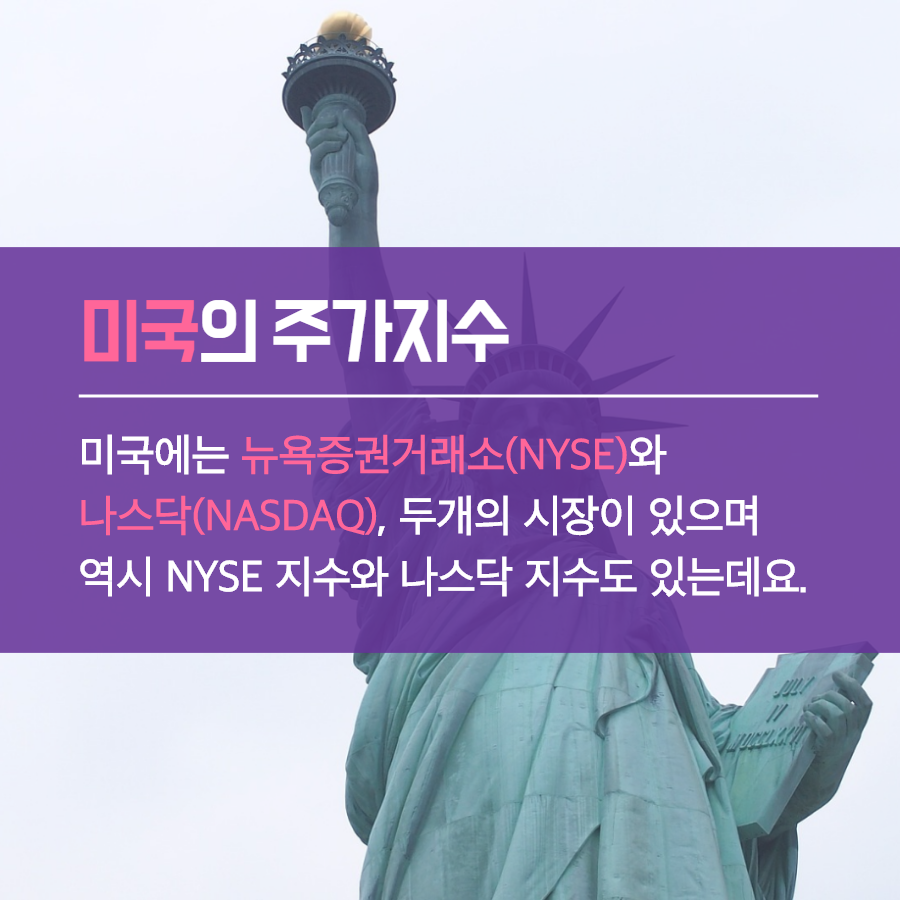 미국의 주가지수
미국에는 뉴욕증권거래소(NYSE)와
나스닥(NASDAQ), 두개의 시장이 있으며
역시 NYSE 지수와 나스닥 지수도 있는데요.
JULY